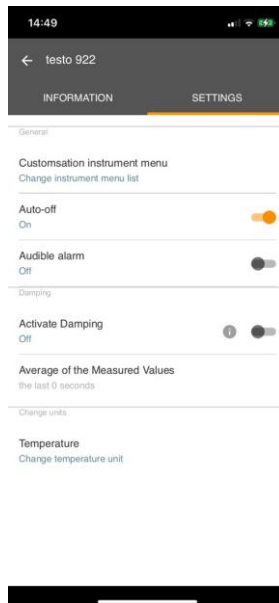 14:49
testo 922
INFORMATION
SETTINGS
General
Customsation instrument menu
Change instrument menu list
Auto-off
On
Audible alarm
Off
Damping
Activate Damping
Off
Average of the Measured Values
the last 0 seconds
Change units
Temperature
Change temperature unit